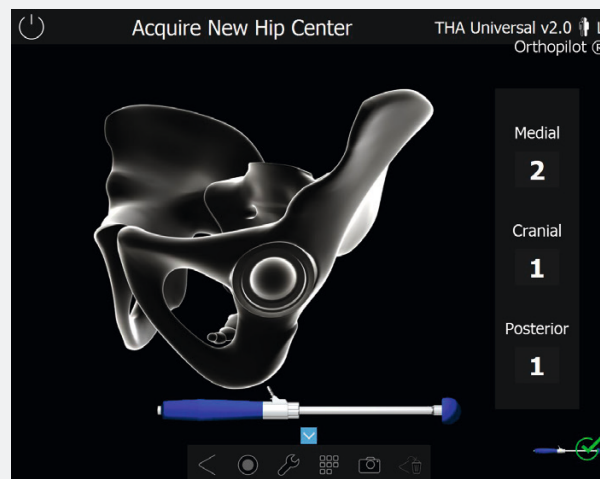 Acquire New Hip Center
THA Universal v2.0 L
Orthopilot ®
Medial
2
Cranial
1
Posterior
1